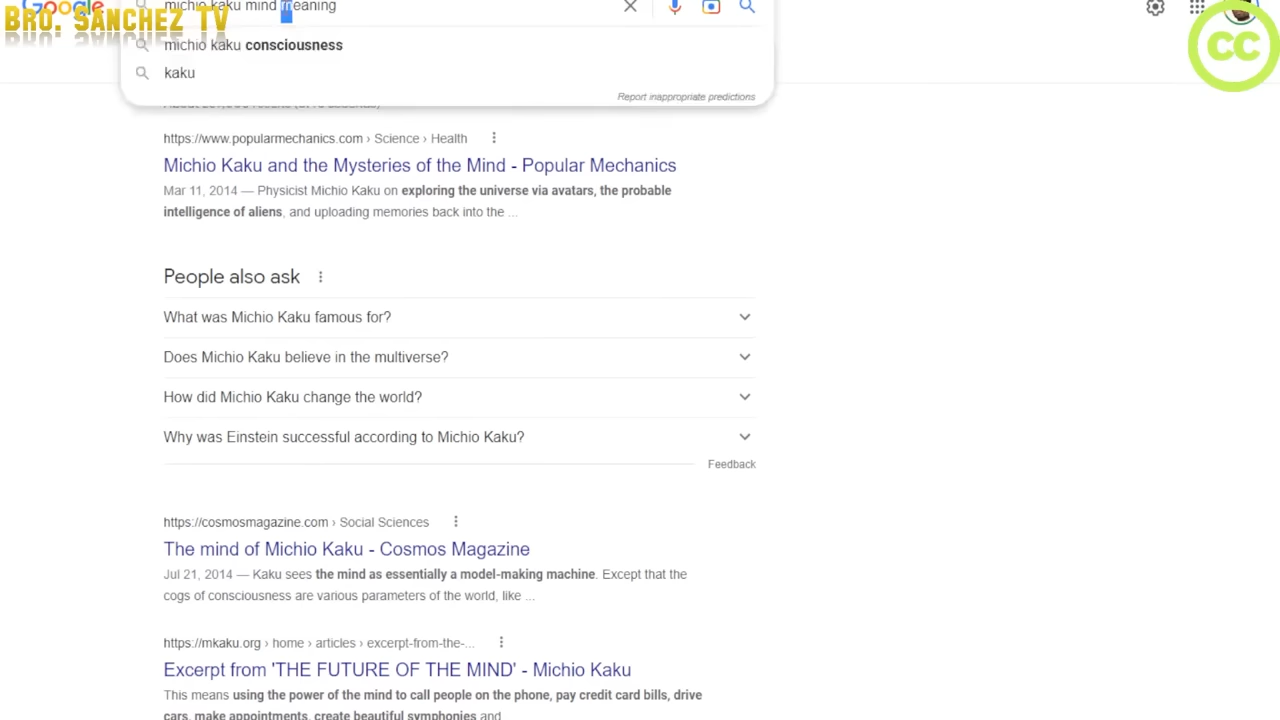 Google
BRO. SANCHEZ TV
michio kaku mind meaning
michio kaku consciousness
kaku
Report inappropriate predictions
CC
https://www.popularmechanics.com › Science › Health
Michio Kaku and the Mysteries of the Mind - Popular Mechanics
Mar 11, 2014 — Physicist Michio Kaku on exploring the universe via avatars, the probable
intelligence of aliens, and uploading memories back into the ...
People also ask
What was Michio Kaku famous for?
Does Michio Kaku believe in the multiverse?
How did Michio Kaku change the world?
Why was Einstein successful according to Michio Kaku?
Feedback
https://cosmosmagazine.com › Social Sciences
The mind of Michio Kaku - Cosmos Magazine
Jul 21, 2014 — Kaku sees the mind as essentially a model-making machine. Except that the
cogs of consciousness are various parameters of the world, like ...
https://mkaku.org › home › articles › excerpt-from-the-...
Excerpt from 'THE FUTURE OF THE MIND' - Michio Kaku
This means using the power of the mind to call people on the phone, pay credit card bills, drive
cars, make appointments, create beautiful symphonies and